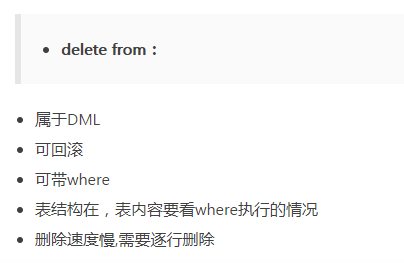 delete from：
属于DML
可回滚
可带where
表结构在，表内容要看where执行的情况
删除速度慢,需要逐行删除